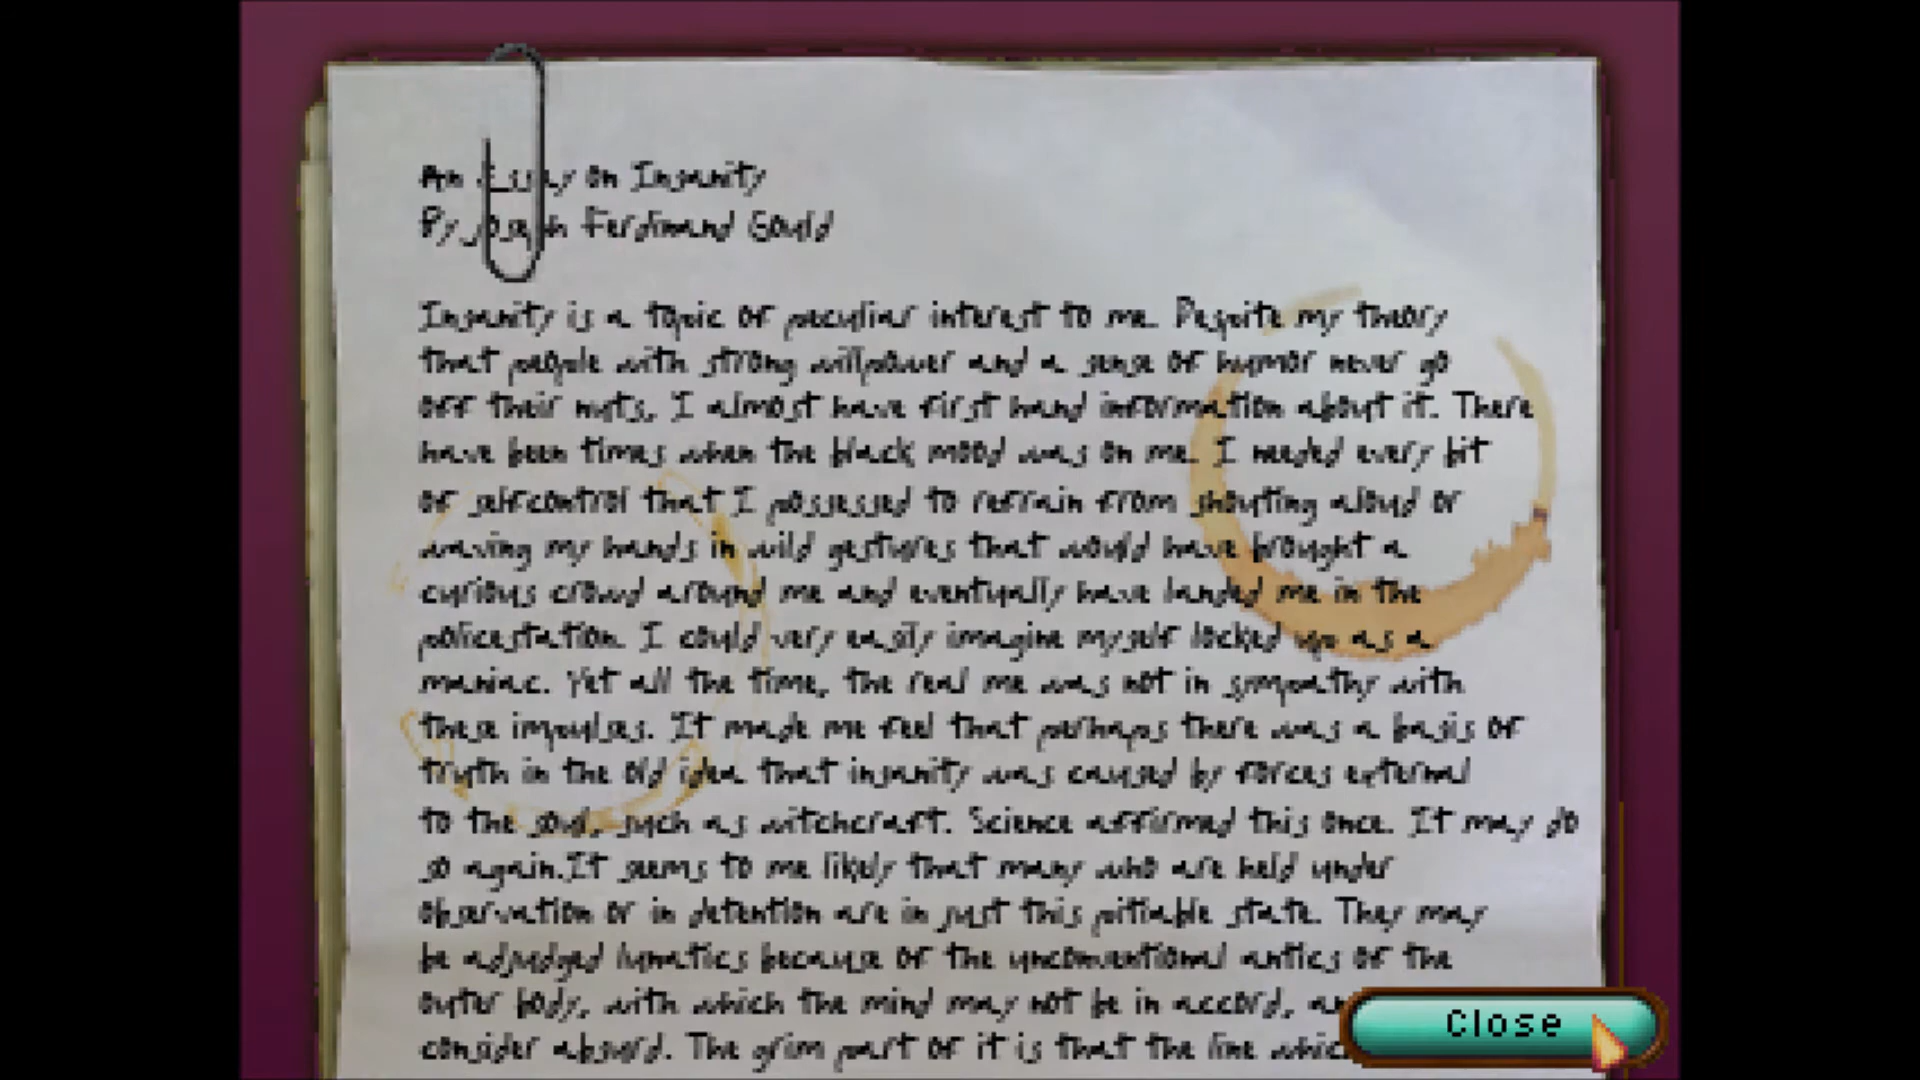 An Essay on Insanity
By Joseph Ferdinand Gould
Insanity is a topic of peculiar interest to me. Despite my theory
that people with strong willpower and a sense of humor never go
off their nuts, I almost have first hand information about it. There
have been times when the black mood was on me. I needed every bit
of selfcontrol that I possessed to refrain from shouting aloud or
waving my hands in wild gestures that would have brought a
curious crowd around me and eventually have landed me in the
policestation. I could very easily imagine myself locked up as a
maniac. Yet all the time, the real me was not in sympathy with
these impulses. It made me feel that perhaps there was a basis of
truth in the old idea that insanity was caused by forces external
to the soul, such as witchcraft. Science affirmed this once. It may do
so again.It seems to me likely that many who are held under
observation or in detention are in just this pitiable state. They may
be adjudged lunatics because of the unconventional antics of the
outer body, with which the mind may not be in accord, an
consider absurd. The grim part of it is that the line whic
Close